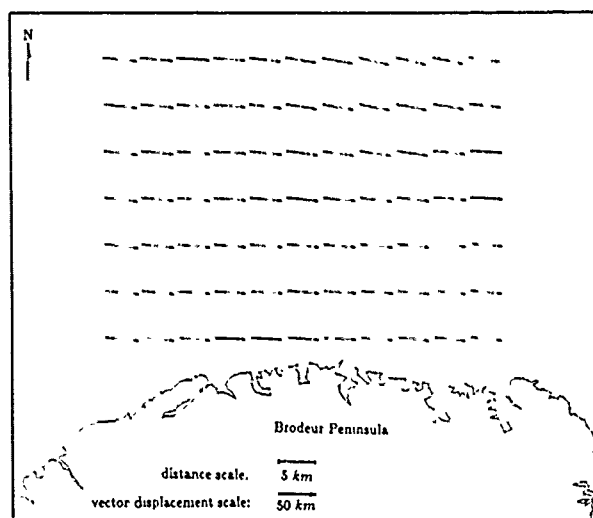 N
Brodeur Peninsula
distance scale.
5 km
vector displacement scale:
50 km